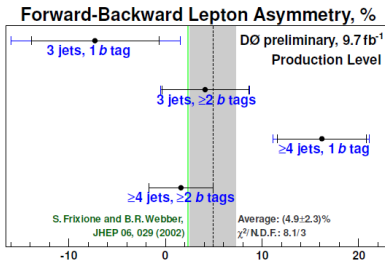 Forward-Backward Lepton Asymmetry, %
DØ preliminary, 9.7 fb⁻¹
3 jets, 1 b tag
Production Level
3 jets, ≥2 b tags
≥4 jets, 1 b tag
≥4 jets, ≥2 b tags
S. Frixione and B.R. Webber,
JHEP 06, 029 (2002)
Average: (4.9±2.3)%
χ²/ N.D.F.: 8.1/3
-10 0 10 20